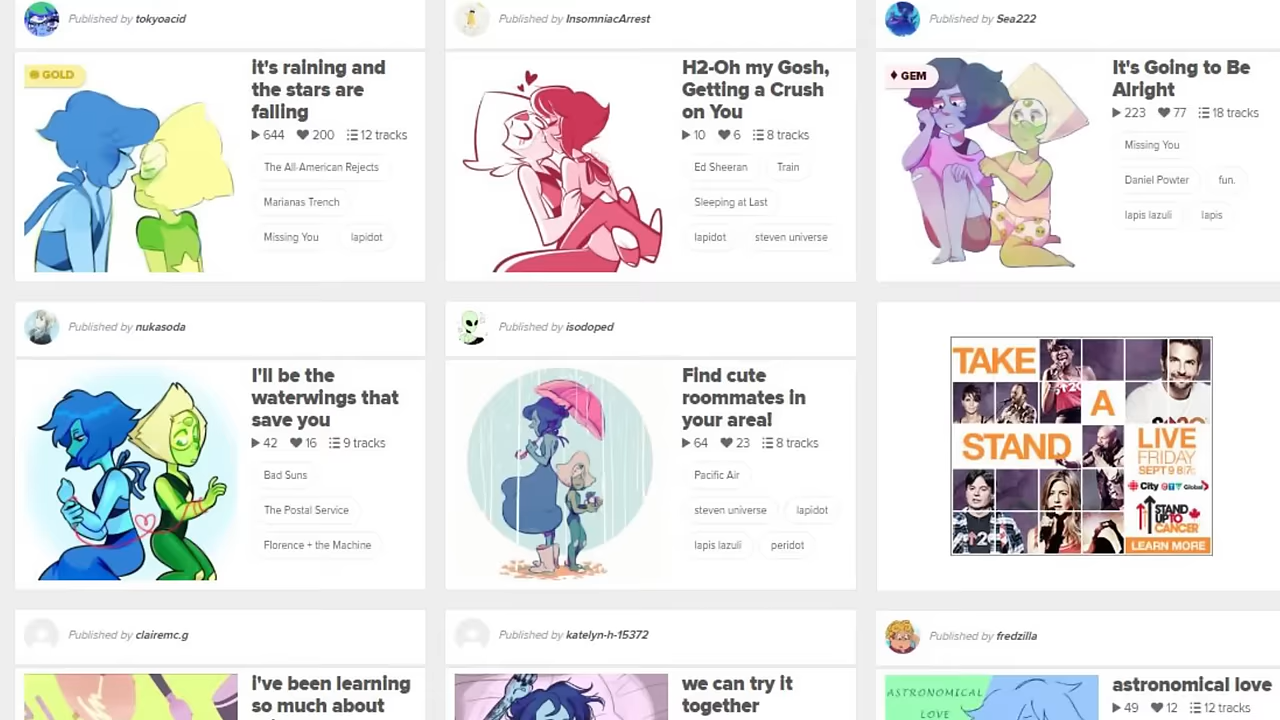 Published by tokyoacid
GOLD
it's raining and
the stars are
falling
644 200 12 tracks
The All-American Rejects
Marianas Trench
Missing You lapidot
Published by InsomniacArrest
H2-Oh my Gosh,
Getting a Crush
on You
10 6 8 tracks
Ed Sheeran Train
Sleeping at Last
lapidot steven universe
Published by Sea222
GEM
It's Going to Be
Alright
223 77 18 tracks
Missing You
Daniel Powter fun.
lapis lazuli lapis
Published by nukasoda
I'll be the
waterwings that
save you
42 16 9 tracks
Bad Suns
The Postal Service
Florence + the Machine
Published by isodoped
Find cute
roommates in
your area!
64 23 8 tracks
Pacific Air
steven universe lapidot
lapis lazuli peridot
TAKE
A
STAND
LIVE
FRIDAY
SEPT 9 8/7c
City CTV Global
STAND
UP TO
CANCER
LEARN MORE
Published by clairemc.g
I've been learning
so much about
Published by katelyn-h-15372
we can try it
together
Published by fredzilla
ASTRONOMICAL
LOVE
astronomical love
49 12 12 tracks